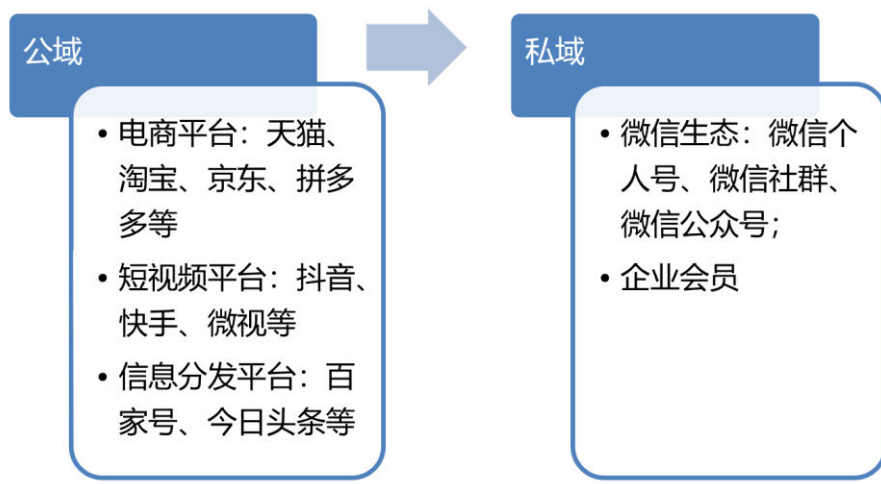 公域
• 电商平台：天猫、
淘宝、京东、拼多
多等
• 短视频平台：抖音、
快手、微视等
• 信息分发平台：百
家号、今日头条等
私域
• 微信生态：微信个
人号、微信社群、
微信公众号；
• 企业会员